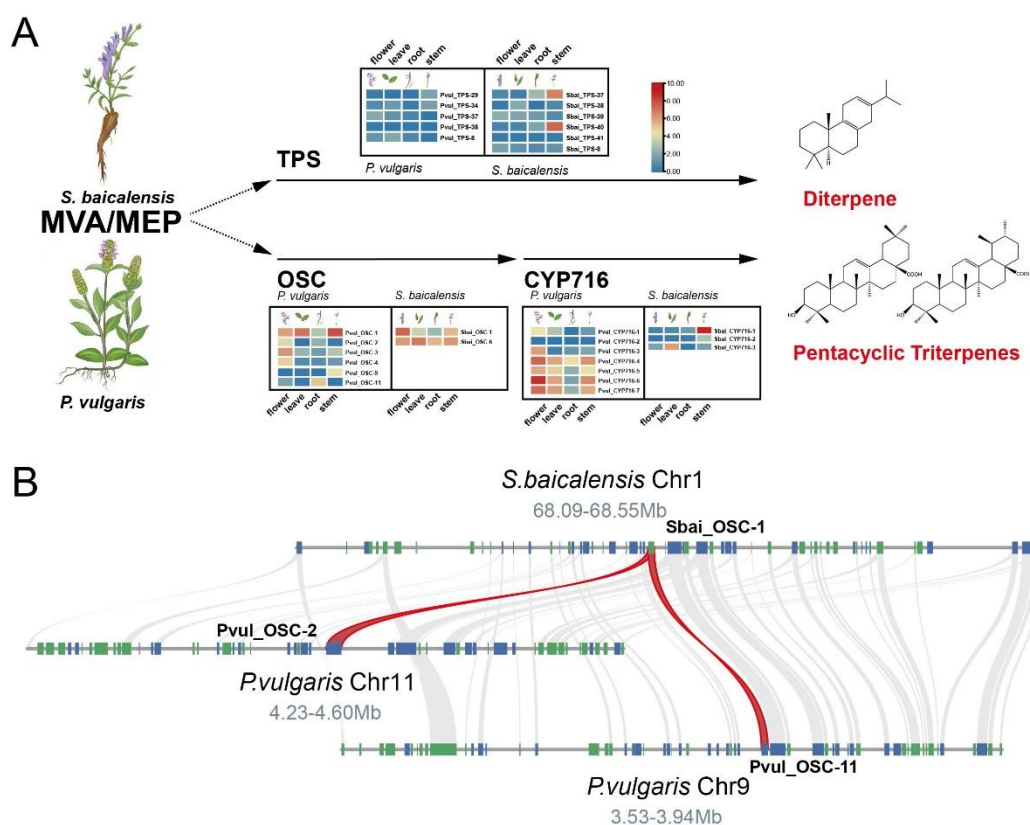 A
flower
leave
root
stem
flower
leave
root
stem
Pvul_TPS-29
Pvul_TPS-34
Pvul_TPS-37
Pvul_TPS-38
Pvul_TPS-8
Sbai_TPS-37
Sbai_TPS-38
Sbai_TPS-39
Sbai_TPS-40
Sbai_TPS-41
Sbai_TPS-8
10.00
8.00
6.00
4.00
2.00
0.00
TPS
P. vulgaris
S. baicalensis
S. baicalensis
MVA/MEP
Diterpene
OSC
P. vulgaris
S. baicalensis
CYP716
P. vulgaris
S. baicalensis
Pvul_OSC-1
Pvul_OSC-2
Pvul_OSC-3
Pvul_OSC-4
Pvul_OSC-9
Pvul_OSC-11
Sbai_OSC-1
Sbai_OSC-6
Pvul_CYP716-1
Pvul_CYP716-2
Pvul_CYP716-3
Pvul_CYP716-4
Pvul_CYP716-5
Pvul_CYP716-6
Pvul_CYP716-7
Sbai_CYP716-1
Sbai_CYP716-2
Sbai_CYP716-3
COOH
HO
COOH
HO
Pentacyclic Triterpenes
P. vulgaris
flower
leave
root
stem
flower
leave
root
stem
flower
leave
root
stem
flower
leave
root
stem
B
S.baicalensis Chr1
68.09-68.55Mb
Sbai_OSC-1
Pvul_OSC-2
P.vulgaris Chr11
4.23-4.60Mb
Pvul_OSC-11
P.vulgaris Chr9
3.53-3.94Mb